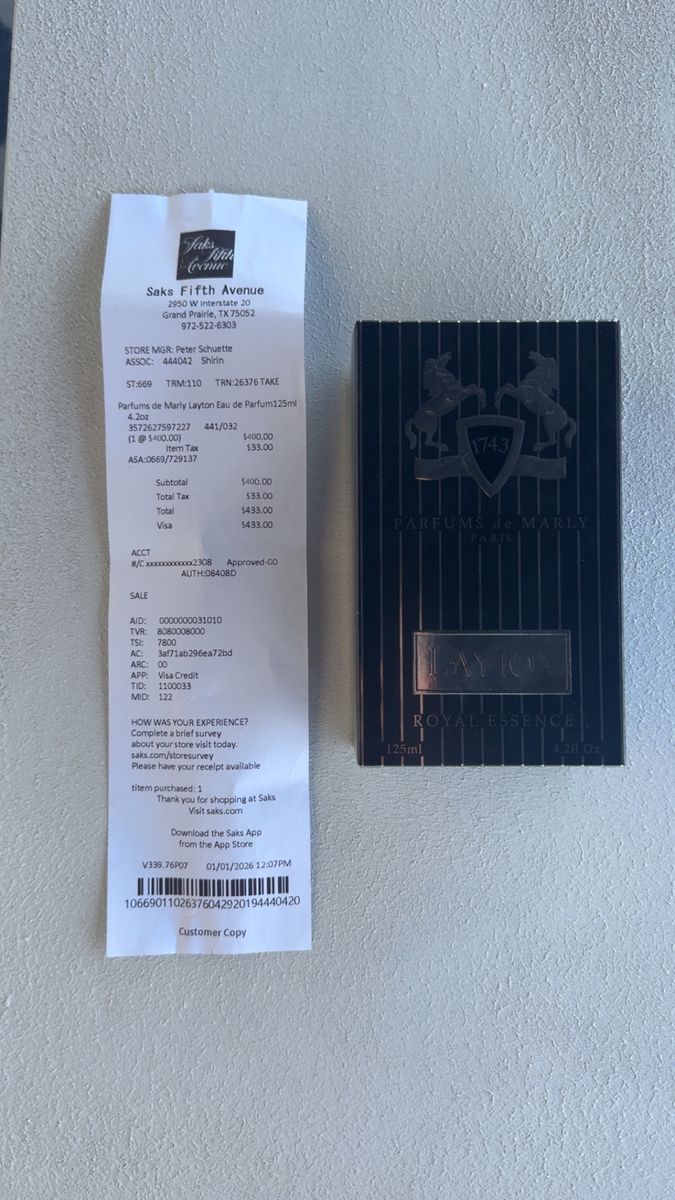 Saks
fifth
Avenue
Saks Fifth Avenue
2950 W Interstate 20
Grand Prairie, TX 75052
972-522-6303
STORE MGR: Peter Schuette
ASSOC: 444042 Shirin
ST:669 TRM:110 TRN:26376 TAKE
Parfums de Marly Layton Eau de Parfum125ml
4.2oz
3572627597227 441/032
(1 @ $400.00) $400.00
Item Tax $33.00
ASA:0669/729137
Subtotal $400.00
Total Tax $33.00
Total $433.00
Visa $433.00
ACCT
#/C xxxxxxxxxxxx2308 Approved-00
AUTH:08408D
SALE
AID: 0000000031010
TVR: 8080008000
TSI: 7800
AC: 3af71ab296ea72bd
ARC: 00
APP: Visa Credit
TID: 1100033
MID: 122
HOW WAS YOUR EXPERIENCE?
Complete a brief survey
about your store visit today.
saks.com/storesurvey
Please have your receipt available
titem purchased: 1
Thank you for shopping at Saks
Visit saks.com
Download the Saks App
from the App Store
V339.76P07 01/01/2026 12:07PM
10669011026376042920194440420
Customer Copy
1743
PARFUMS de MARLY
PARIS
LAYTON
ROYAL ESSENCE
125ml 4.2fl.Oz